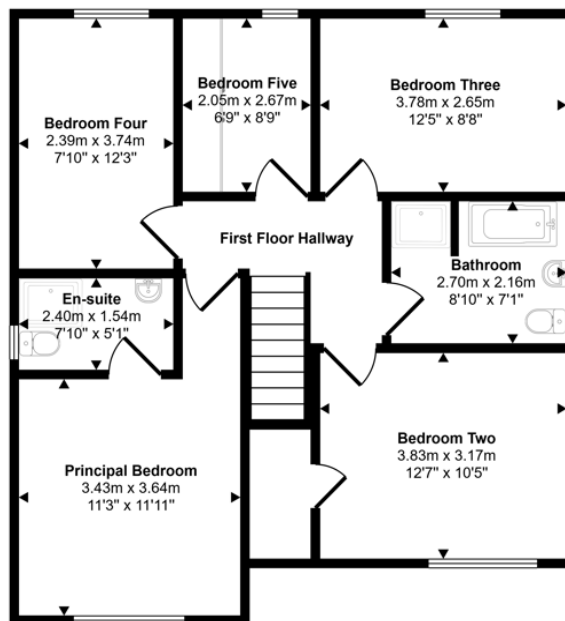 Bedroom Four
2.39m x 3.74m
7'10" x 12'3"
Bedroom Five
2.05m x 2.67m
6'9" x 8'9"
Bedroom Three
3.78m x 2.65m
12'5" x 8'8"
First Floor Hallway
En-suite
2.40m x 1.54m
7'10" x 5'1"
Bathroom
2.70m x 2.16m
8'10" x 7'1"
Principal Bedroom
3.43m x 3.64m
11'3" x 11'11"
Bedroom Two
3.83m x 3.17m
12'7" x 10'5"